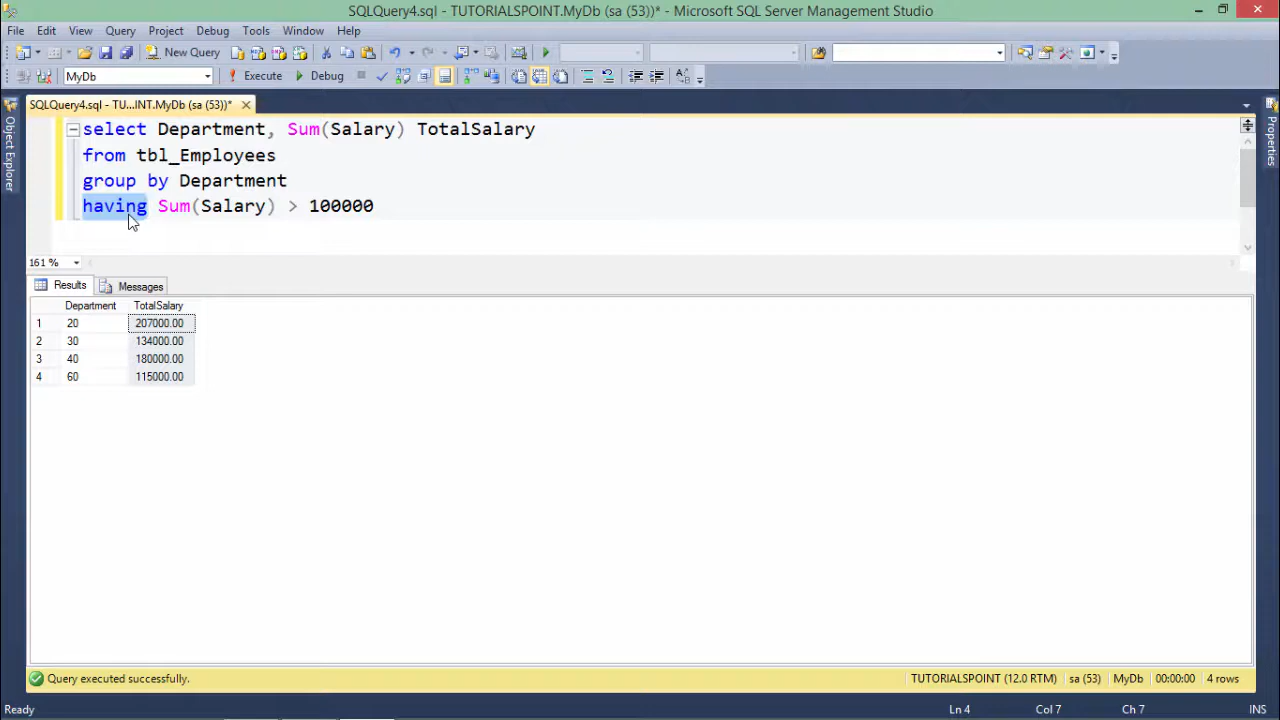 SQLQuery4.sql - TUTORIALSPOINT.MyDb (sa (53))* - Microsoft SQL Server Management Studio
File Edit View Query Project Debug Tools Window Help
New Query
MyDb Execute Debug
SQLQuery4.sql - TU...INT.MyDb (sa (53))*
Object Explorer
Properties
select Department, Sum(Salary) TotalSalary
from tbl_Employees
group by Department
having Sum(Salary) > 100000
161 %
Results Messages
Department TotalSalary
1 20 207000.00
2 30 134000.00
3 40 180000.00
4 60 115000.00
Query executed successfully. TUTORIALSPOINT (12.0 RTM) sa (53) MyDb 00:00:00 4 rows
Ready Ln 4 Col 7 Ch 7 INS